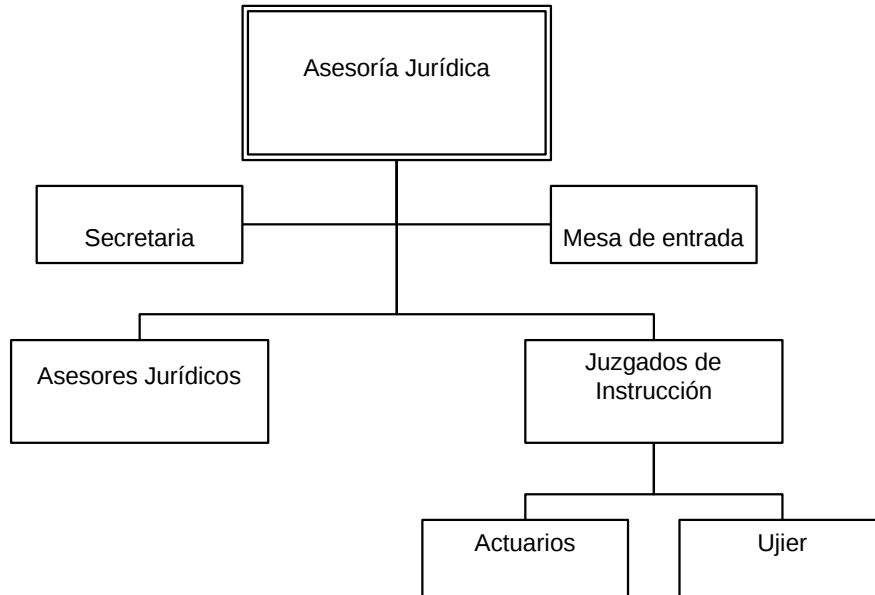 Asesoría Jurídica
Secretaria
Mesa de entrada
Asesores Jurídicos
Juzgados de
Instrucción
Actuarios
Ujier